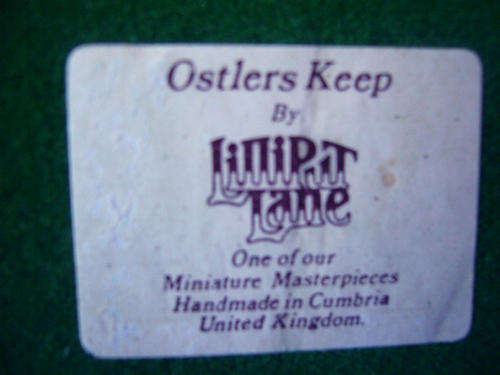 Ostlers Keep
By
Lilliput
Lane
One of our
Miniature Masterpieces
Handmade in Cumbria
United Kingdom.